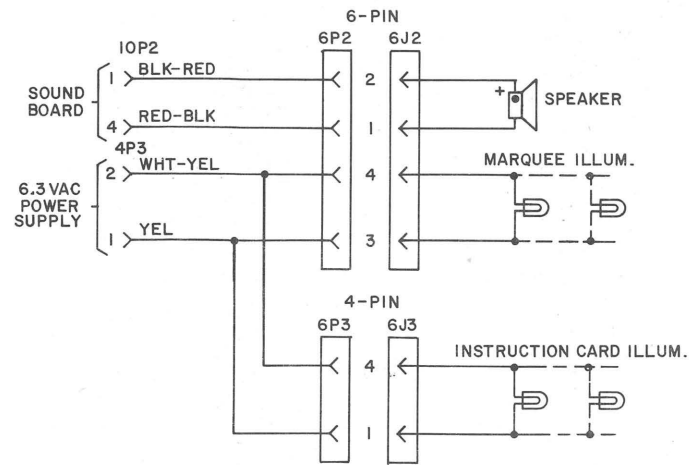 6-PIN
6P2 6J2
10P2
1 BLK-RED
2
+
SPEAKER
SOUND
BOARD
4 RED-BLK
1
4P3
2 WHT-YEL
4
MARQUEE ILLUM.
6.3 VAC
POWER
SUPPLY
1 YEL
3
4-PIN
6P3 6J3
4
INSTRUCTION CARD ILLUM.
1